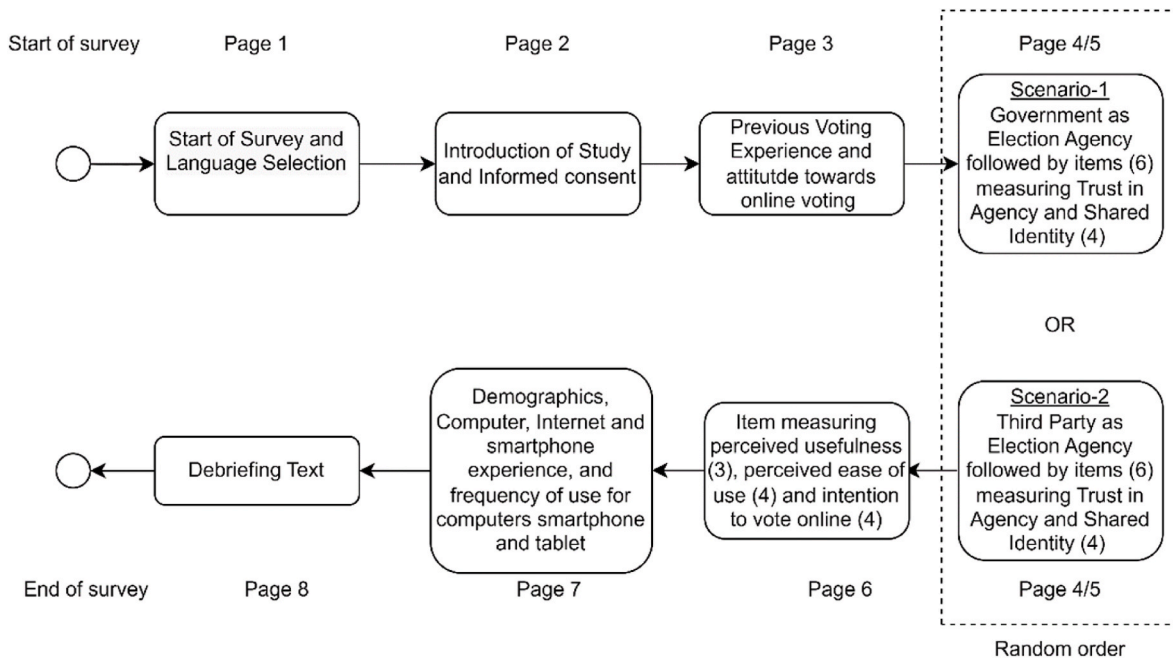 Start of survey
Page 1
Page 2
Page 3
Page 4/5
Start of Survey and
Language Selection
Introduction of Study
and Informed consent
Previous Voting
Experience and
attitutde towards
online voting
Scenario-1
Government as
Election Agency
followed by items (6)
measuring Trust in
Agency and Shared
Identity (4)
OR
Scenario-2
Third Party as
Election Agency
followed by items (6)
measuring Trust in
Agency and Shared
Identity (4)
Item measuring
perceived usefulness
(3), perceived ease of
use (4) and intention
to vote online (4)
Demographics,
Computer, Internet and
smartphone
experience, and
frequency of use for
computers smartphone
and tablet
Debriefing Text
End of survey
Page 8
Page 7
Page 6
Page 4/5
Random order